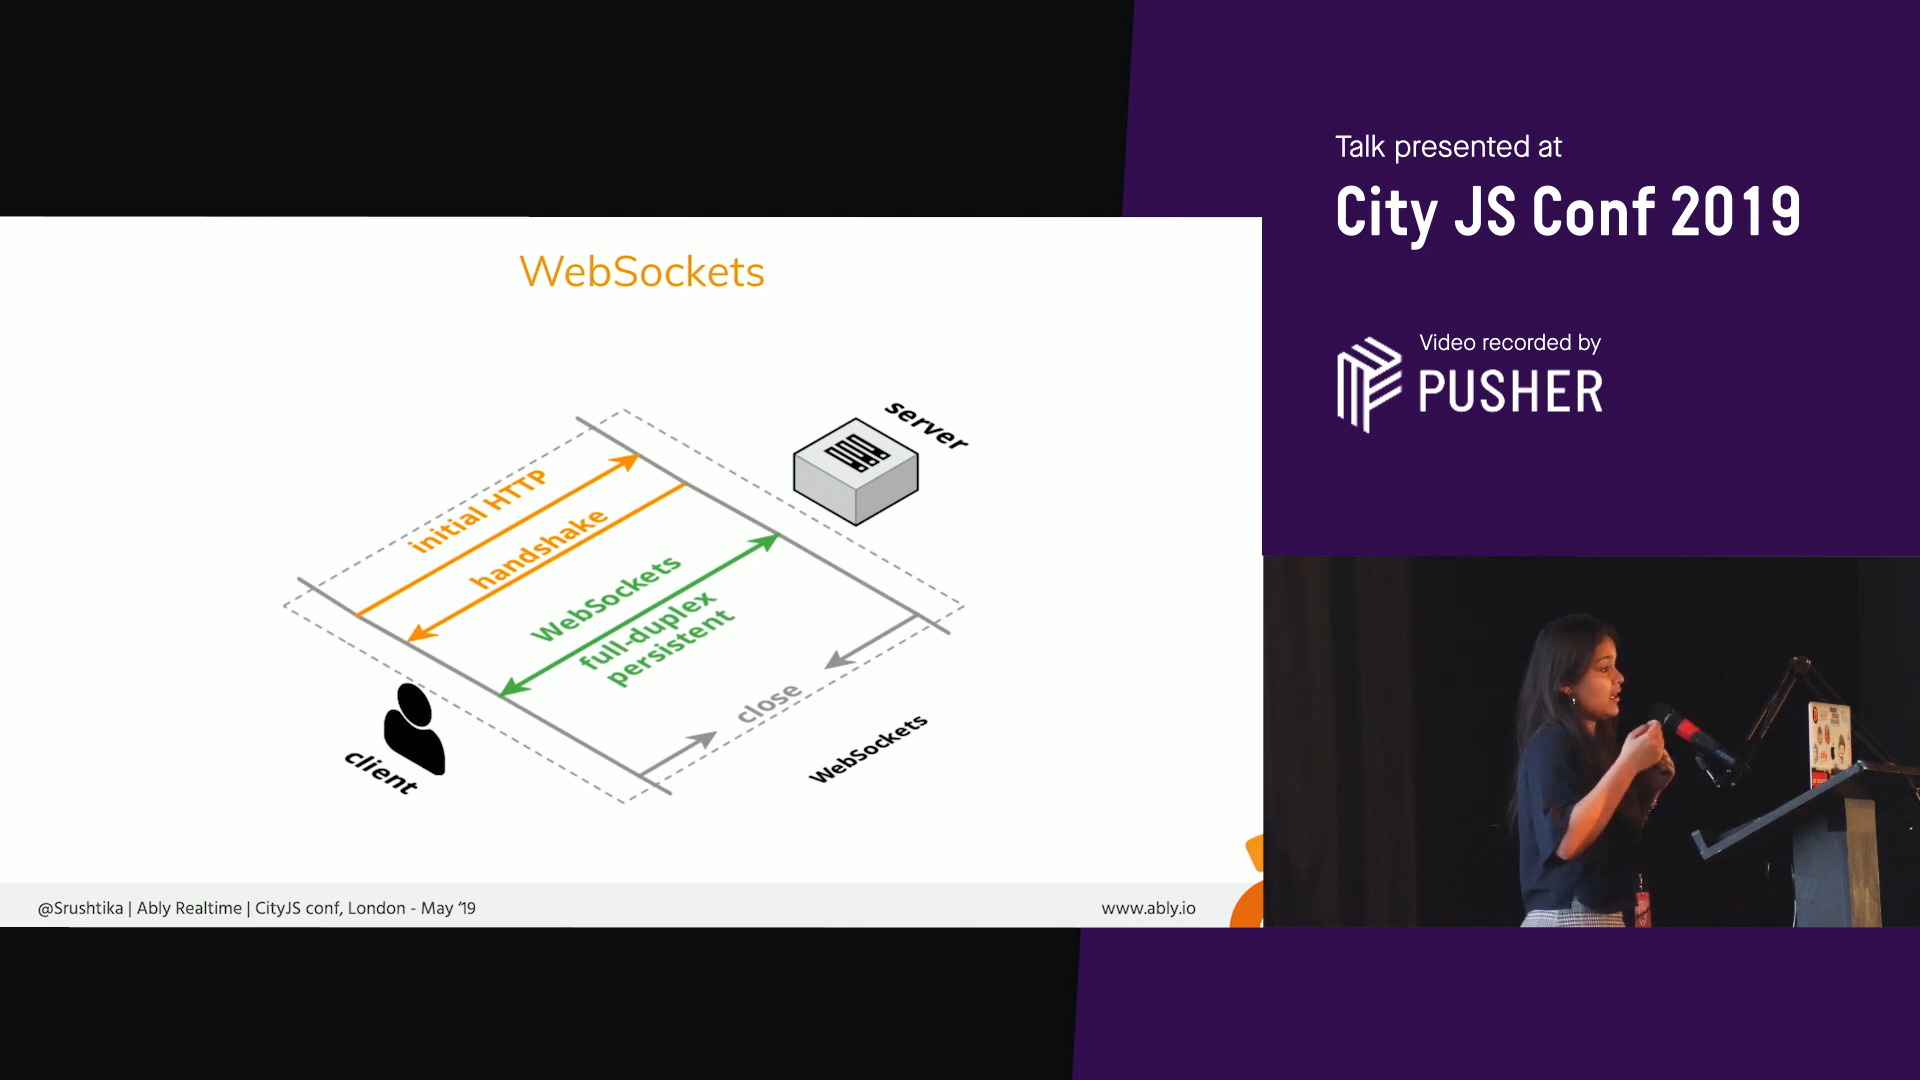 Talk presented at
City JS Conf 2019
Video recorded by
PUSHER
WebSockets
server
initial HTTP
handshake
WebSockets
full-duplex
persistent
close
WebSockets
client
@Srushtika | Ably Realtime | CityJS conf, London - May ‘19
www.ably.io